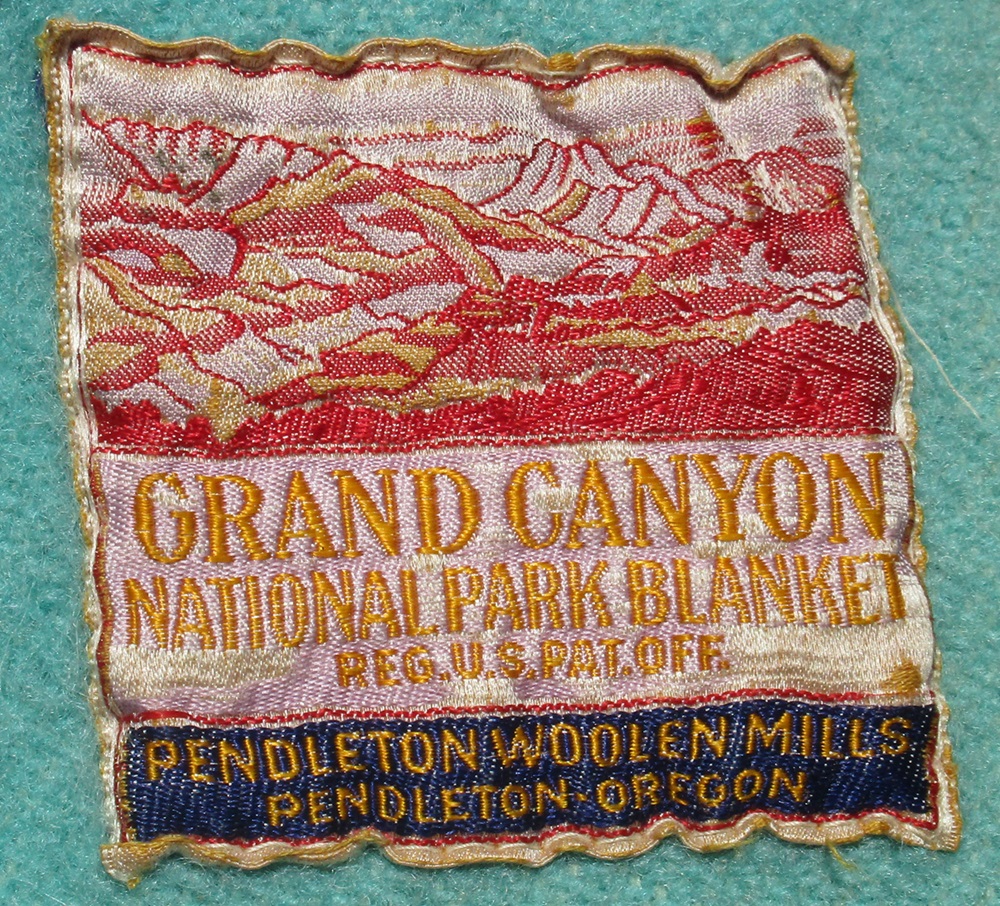 GRAND CANYON
NATIONAL PARK BLANKET
REG. U.S. PAT. OFF.
PENDLETON WOOLEN MILLS
PENDLETON-OREGON